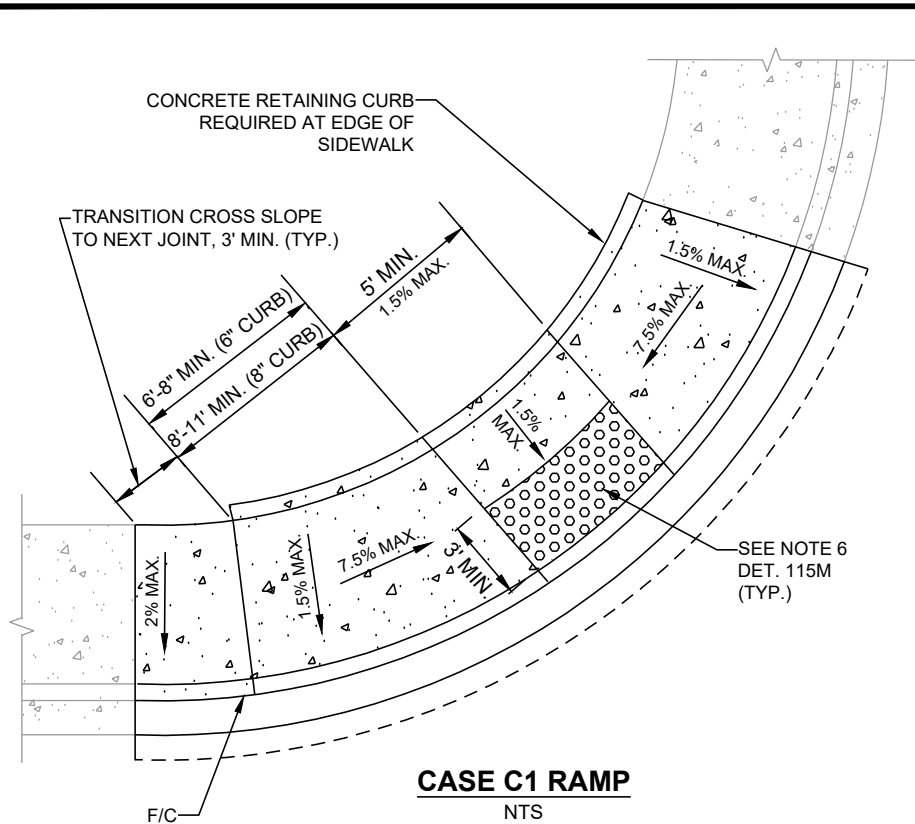 CONCRETE RETAINING CURB
REQUIRED AT EDGE OF
SIDEWALK
TRANSITION CROSS SLOPE
TO NEXT JOINT, 3' MIN. (TYP.)
5' MIN.
1.5% MAX.
6'-8" MIN. (6" CURB)
8'-11' MIN. (8" CURB)
1.5% MAX.
7.5% MAX.
1.5%
MAX.
7.5% MAX.
1.5% MAX.
2% MAX.
3' MIN
SEE NOTE 6
DET. 115M
(TYP.)
F/C
CASE C1 RAMP
NTS